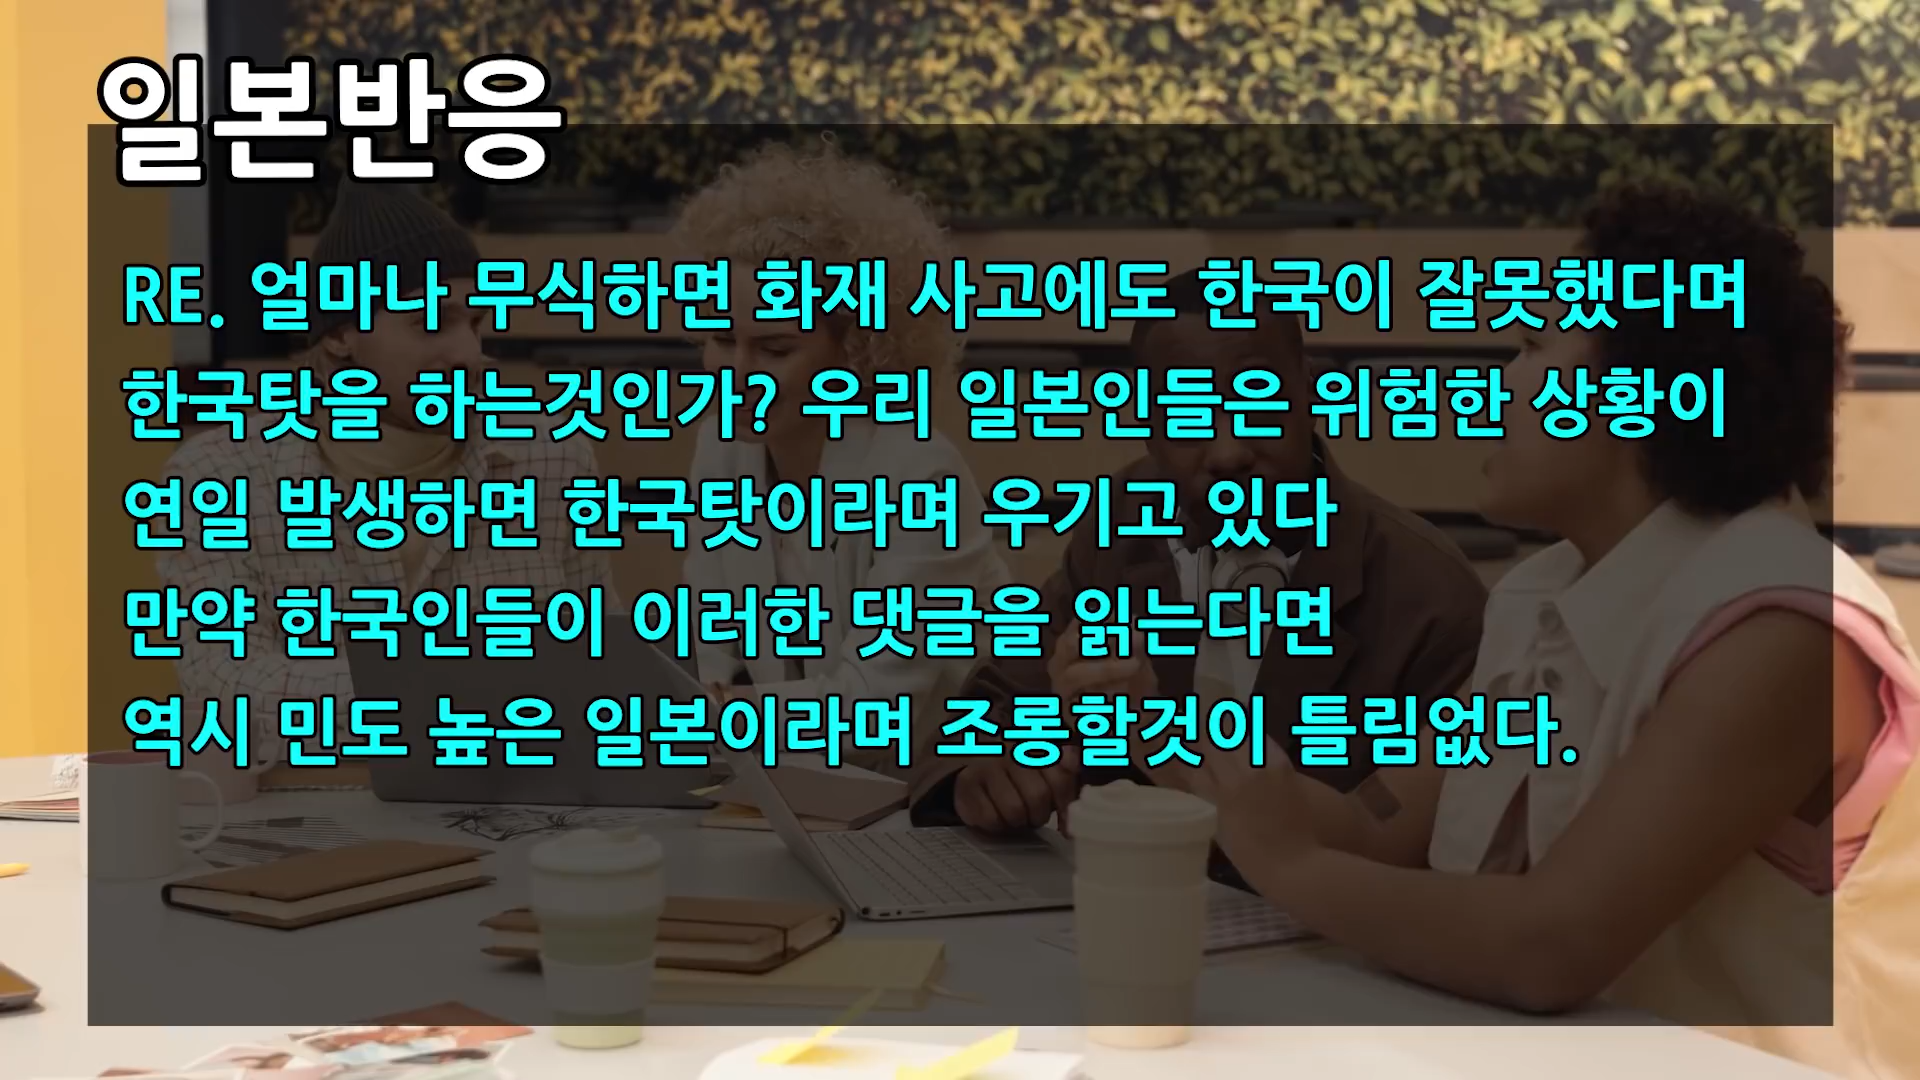 일본반응
RE. 얼마나 무식하면 화재 사고에도 한국이 잘못했다며
한국탓을 하는것인가? 우리 일본인들은 위험한 상황이
연일 발생하면 한국탓이라며 우기고 있다
만약 한국인들이 이러한 댓글을 읽는다면
역시 민도 높은 일본이라며 조롱할것이 틀림없다.